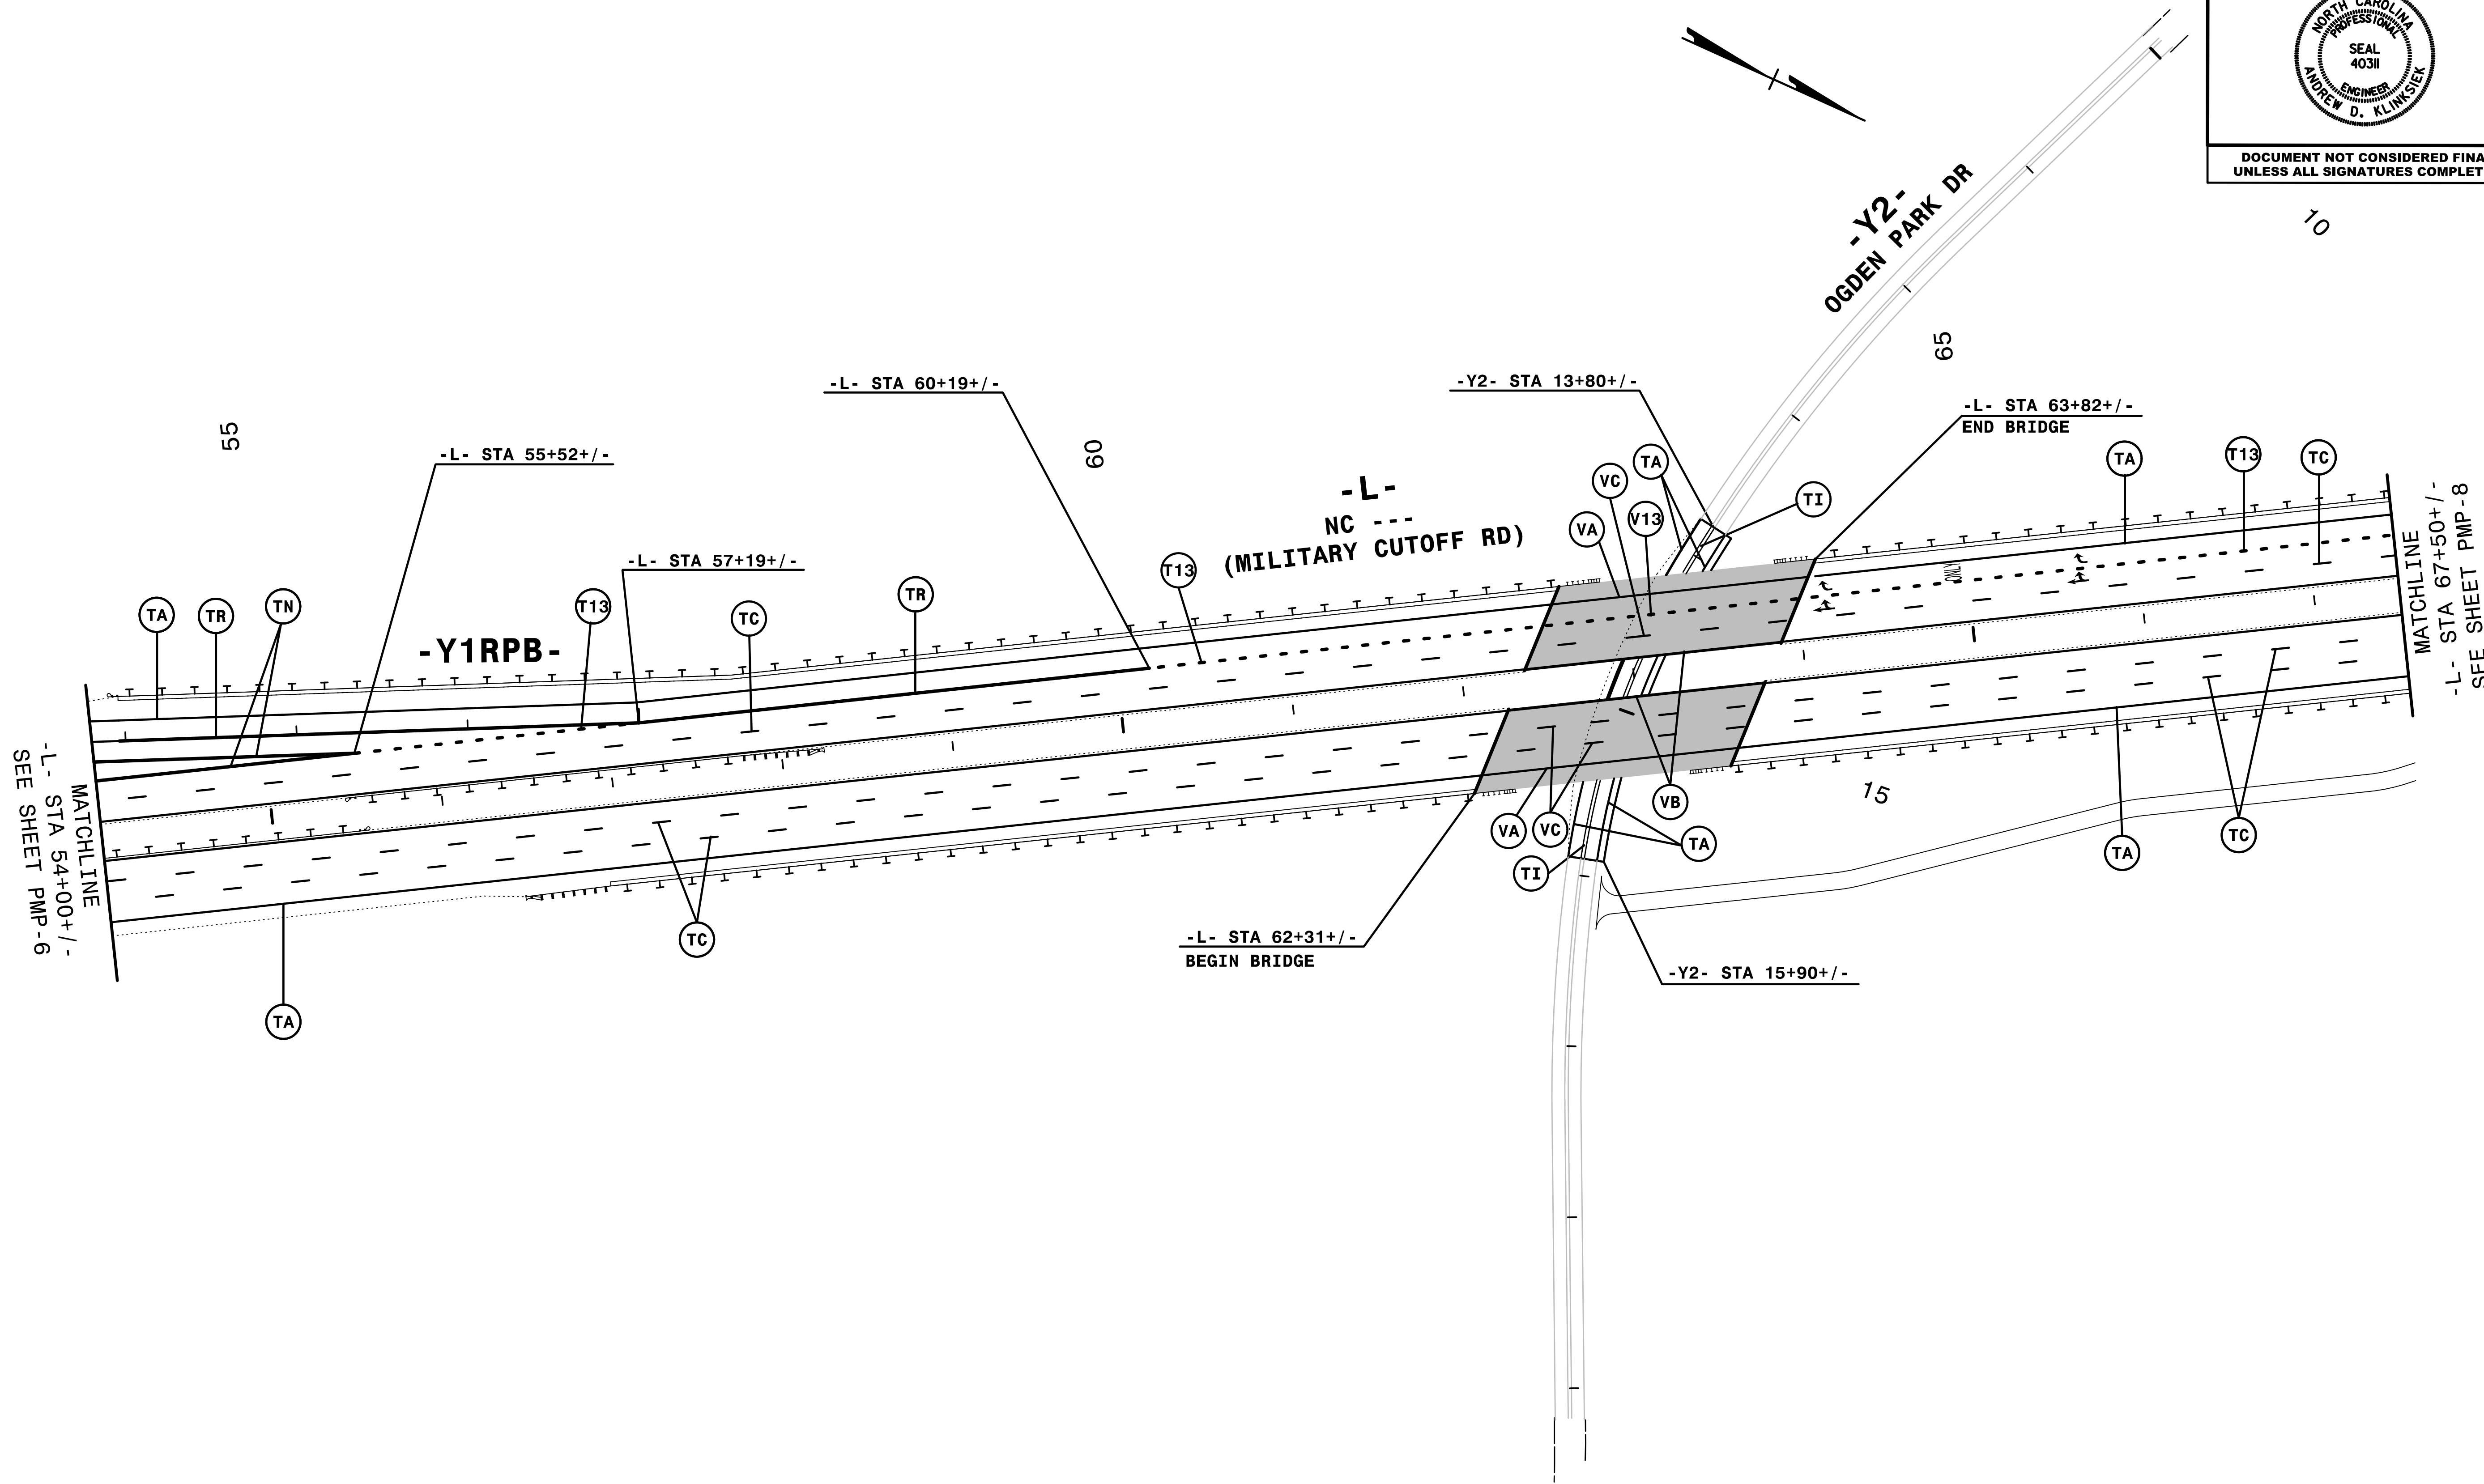 NORTH CAROLINA
PROFESSIONAL
SEAL
40311
ENGINEER
ANDREW D. KLINKSIEK
DOCUMENT NOT CONSIDERED
UNLESS ALL SIGNATURES
10
-Y2-
OGDEN PARK DR
65
55
60
-L- STA 60+19+/-
-Y2- STA 13+80+/-
-L- STA 63+82+/-
END BRIDGE
-L- STA 55+52+/-
-L- STA 57+19+/-
-L-
NC ---
(MILITARY CUTOFF RD)
TA
TR
TN
-Y1RPB-
T13
TC
TR
T13
VA
VC
V13
TA
TI
TA
T13
TC
ONLY
MATCHLINE
-L- STA 67+50+/-
SEE SHEET PMP-8
MATCHLINE
-L- STA 54+00+/-
SEE SHEET PMP-6
TA
TC
VA
VC
VB
TI
TA
15
TA
TC
-L- STA 62+31+/-
BEGIN BRIDGE
-Y2- STA 15+90+/-